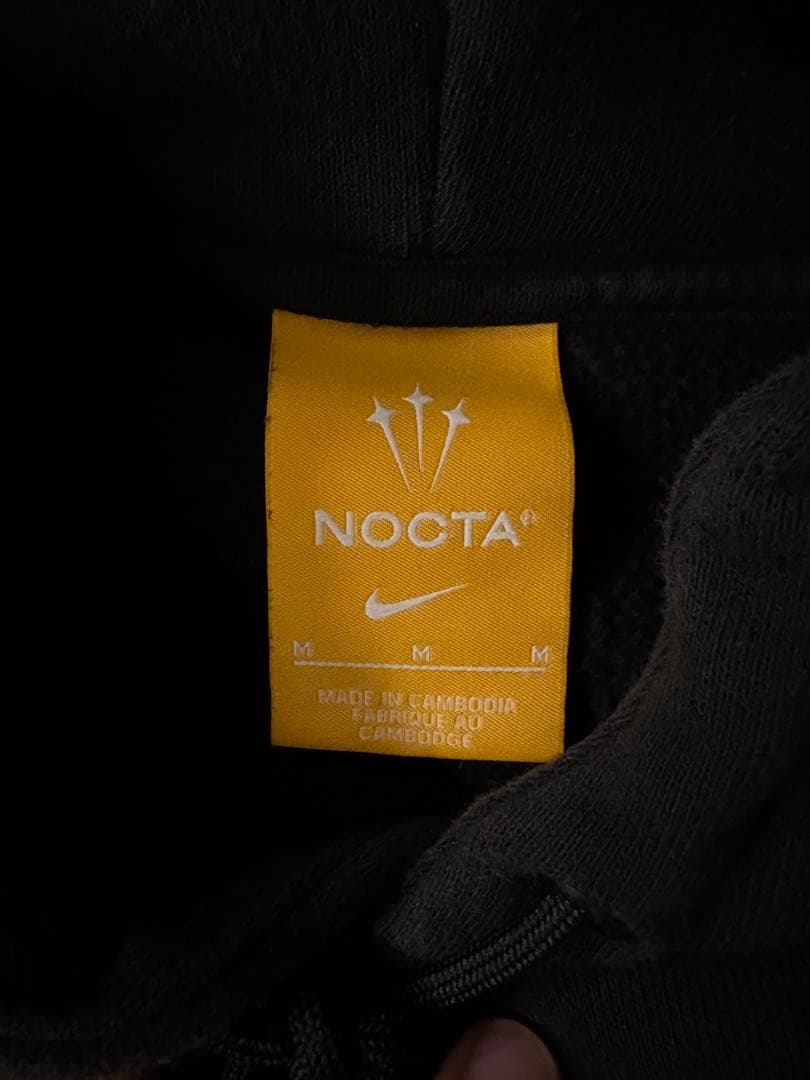 NOCTA®
M M M
MADE IN CAMBODIA
FABRIQUE AU
CAMBODGE